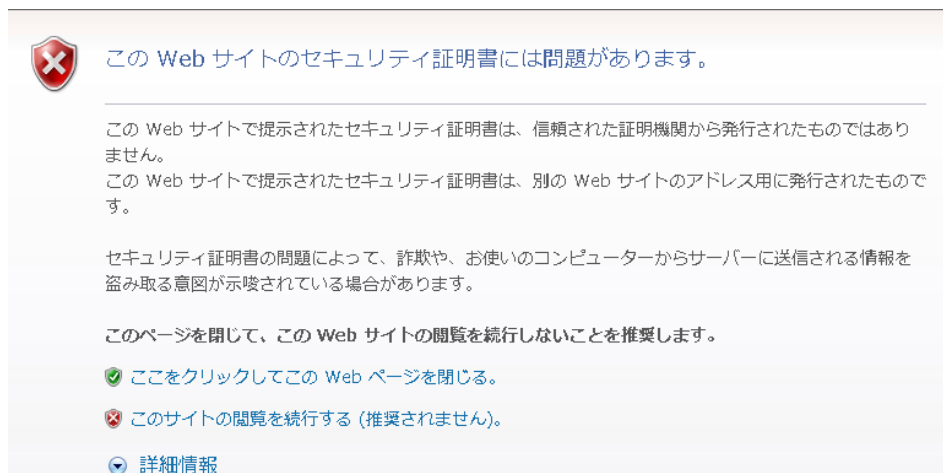 この Web サイトのセキュリティ証明書には問題があります。
この Web サイトで提示されたセキュリティ証明書は、信頼された証明機関から発行されたものではあり
ません。
この Web サイトで提示されたセキュリティ証明書は、別の Web サイトのアドレス用に発行されたもので
す。
セキュリティ証明書の問題によって、詐欺や、お使いのコンピューターからサーバーに送信される情報を
盗み取る意図が示唆されている場合があります。
このページを閉じて、この Web サイトの閲覧を続行しないことを推奨します。
ここをクリックしてこの Web ページを閉じる。
このサイトの閲覧を続行する (推奨されません)。
詳細情報